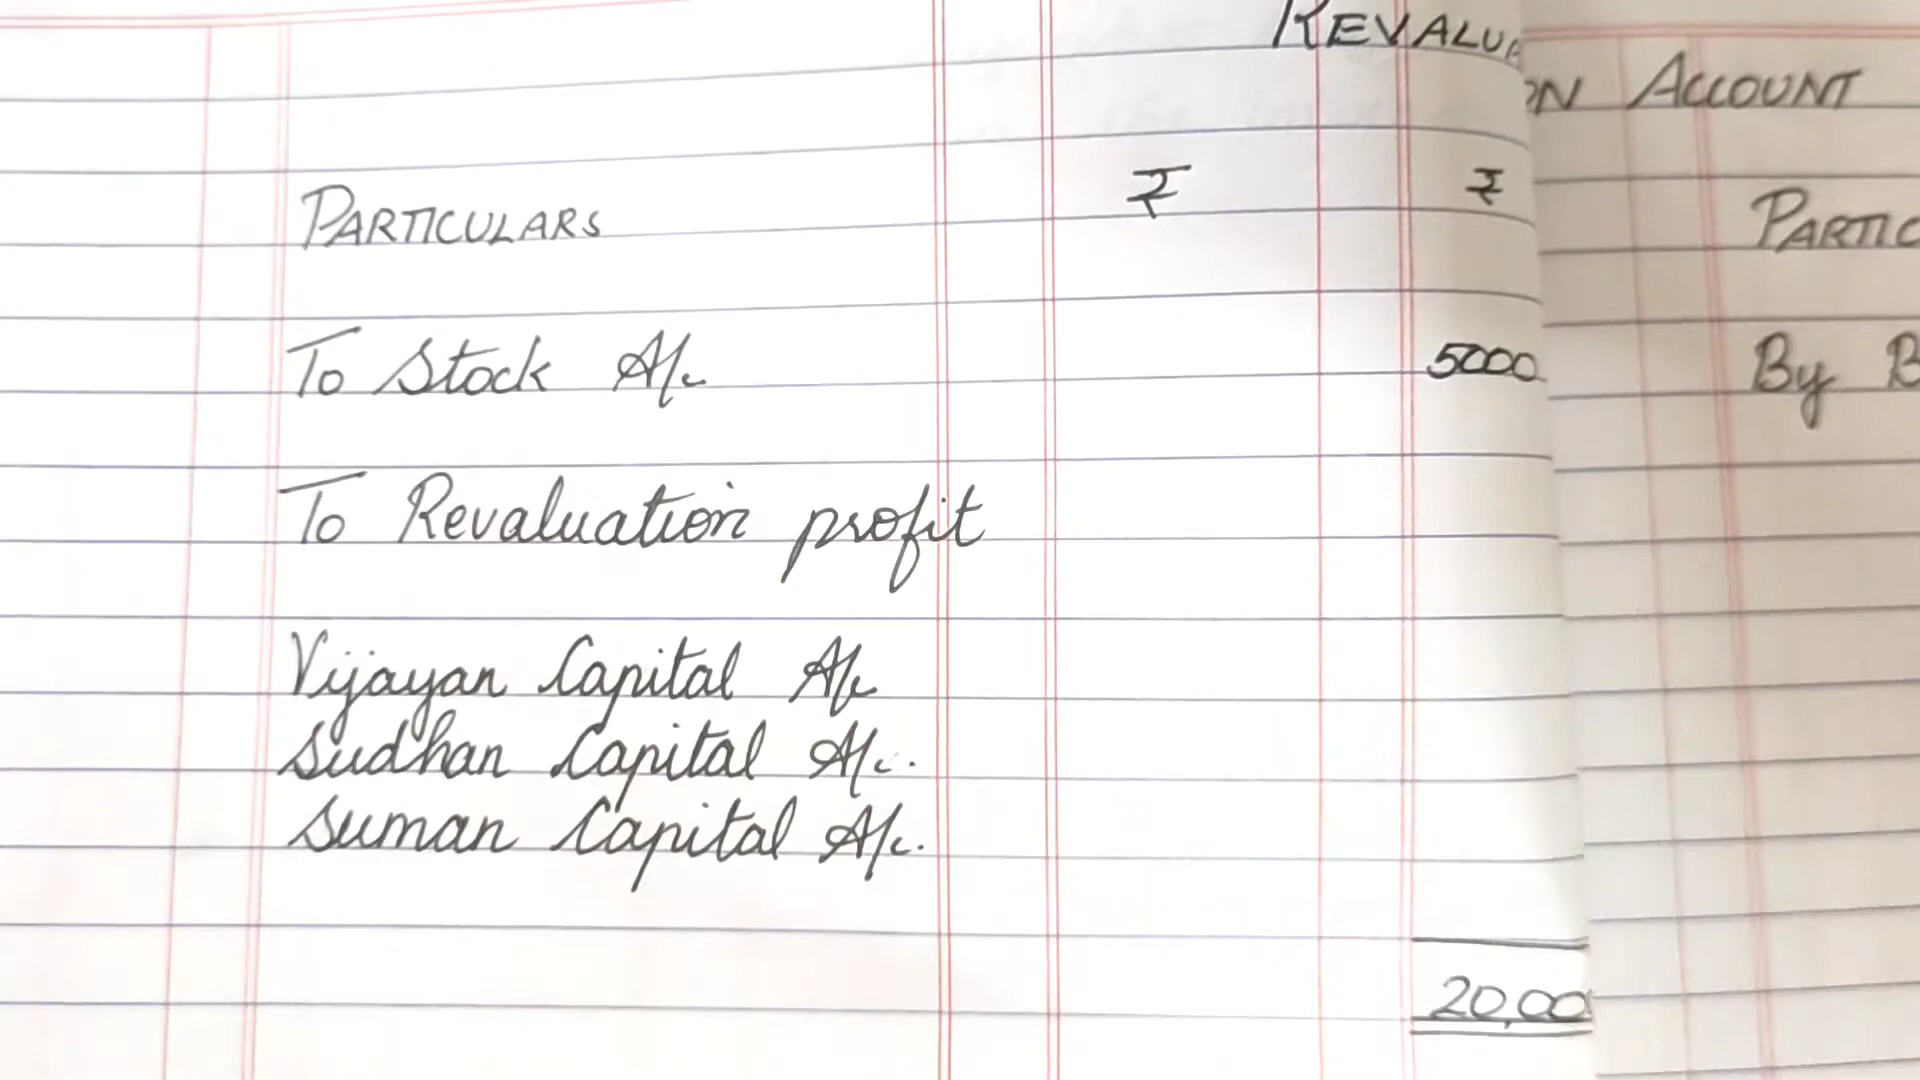 REVALUA
ON ACCOUNT
PARTICULARS ₹ ₹
PARTIC
To Stock A/c 5000
By B
To Revaluation profit
Vijayan Capital A/c
Sudhan Capital A/c.
Suman Capital A/c.
20,00